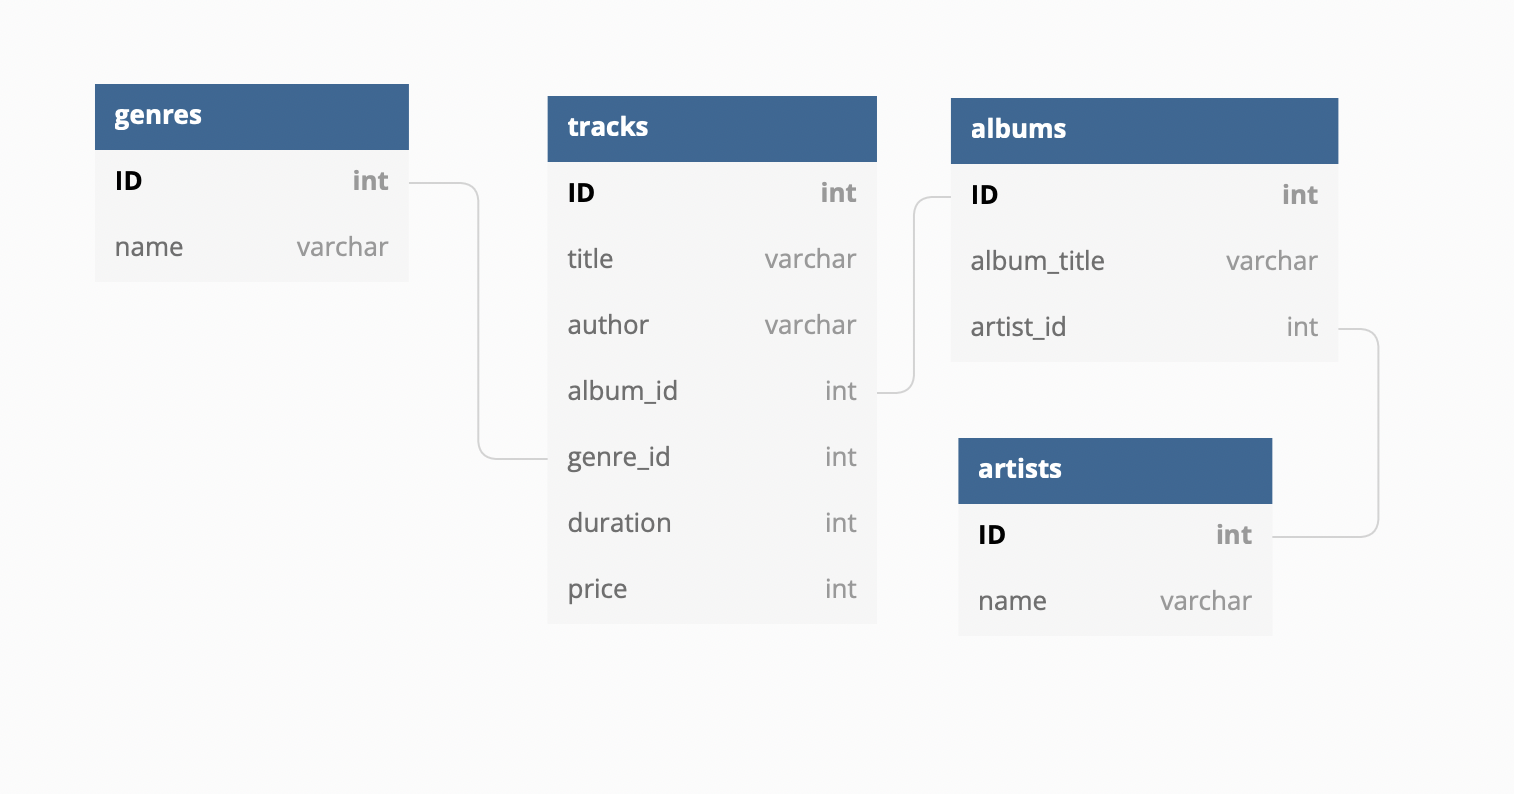 genres
ID int
name varchar
tracks
ID int
title varchar
author varchar
album_id int
genre_id int
duration int
price int
albums
ID int
album_title varchar
artist_id int
artists
ID int
name varchar